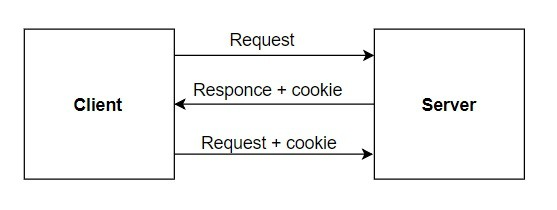 Request
Client
Responce + cookie
Server
Request + cookie